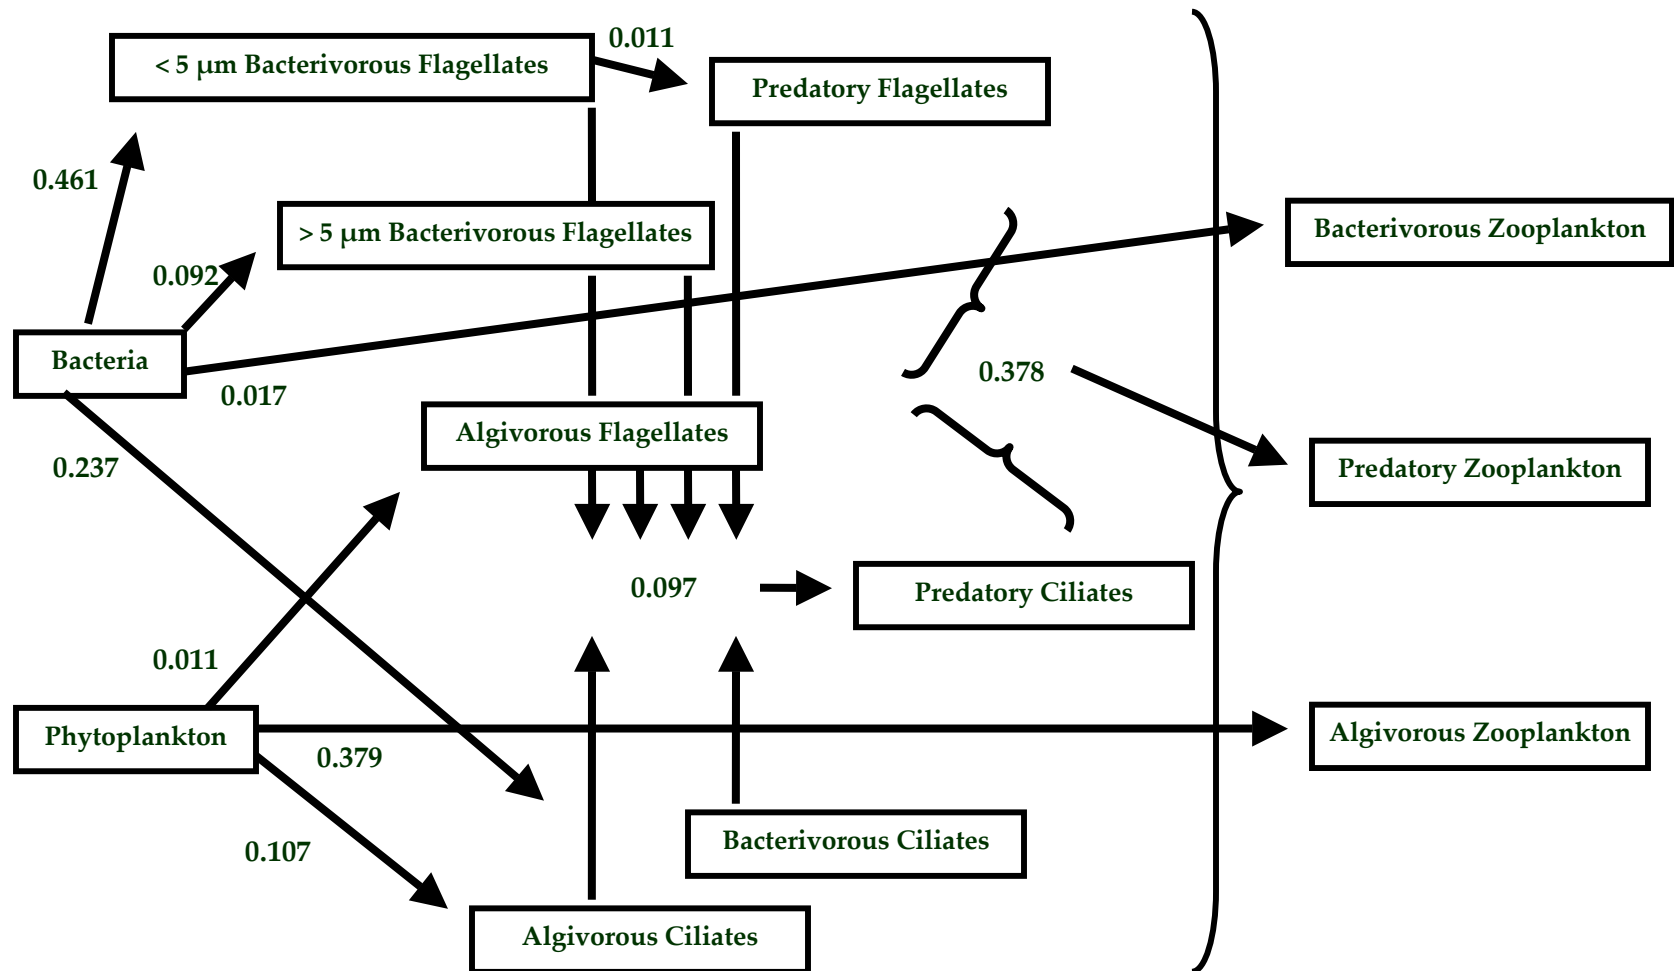 0.011
< 5 µm Bacterivorous Flagellates
Predatory Flagellates
0.461
> 5 µm Bacterivorous Flagellates
Bacterivorous Zooplankton
0.092
Bacteria
0.017
0.378
Algivorous Flagellates
0.237
Predatory Zooplankton
0.097
Predatory Ciliates
0.011
Phytoplankton
0.379
Algivorous Zooplankton
0.107
Bacterivorous Ciliates
Algivorous Ciliates